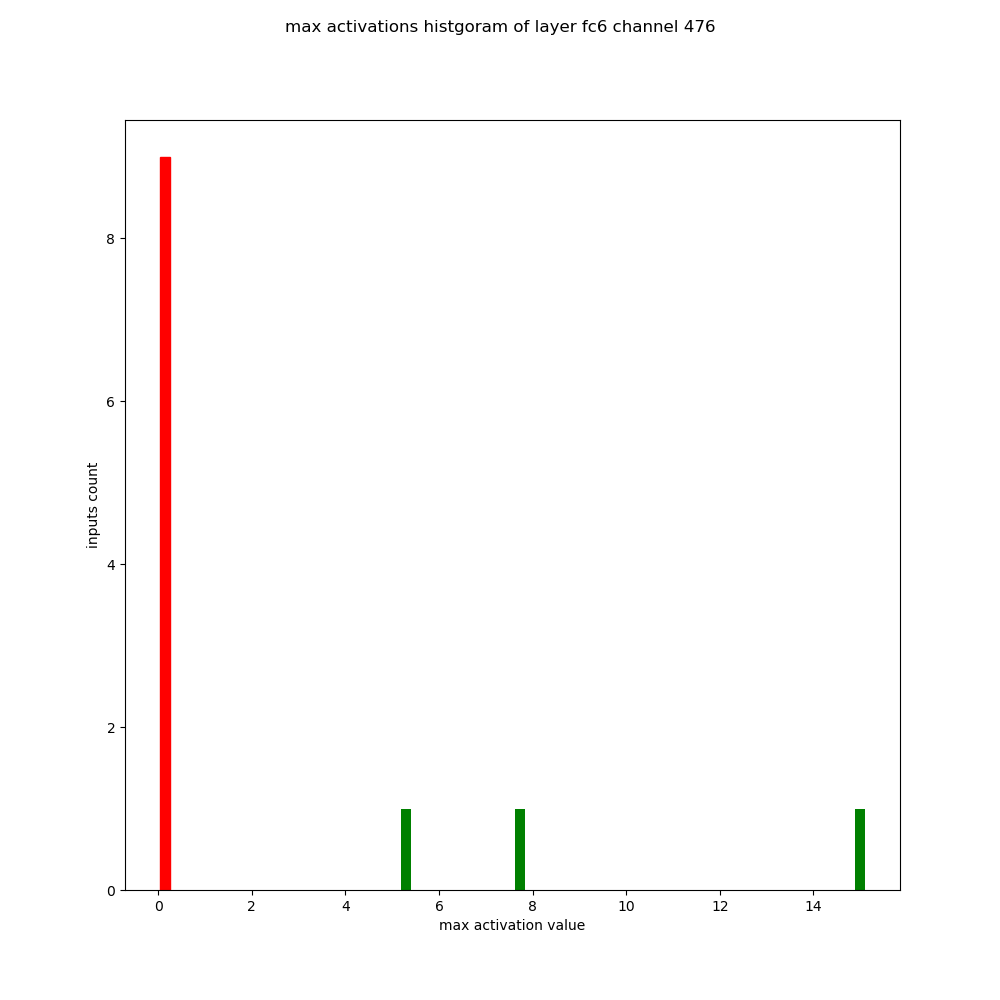 max activations histgoram of layer fc6 channel 476
8
6
4
2
0
inputs count
0 2 4 6 8 10 12 14
max activation value